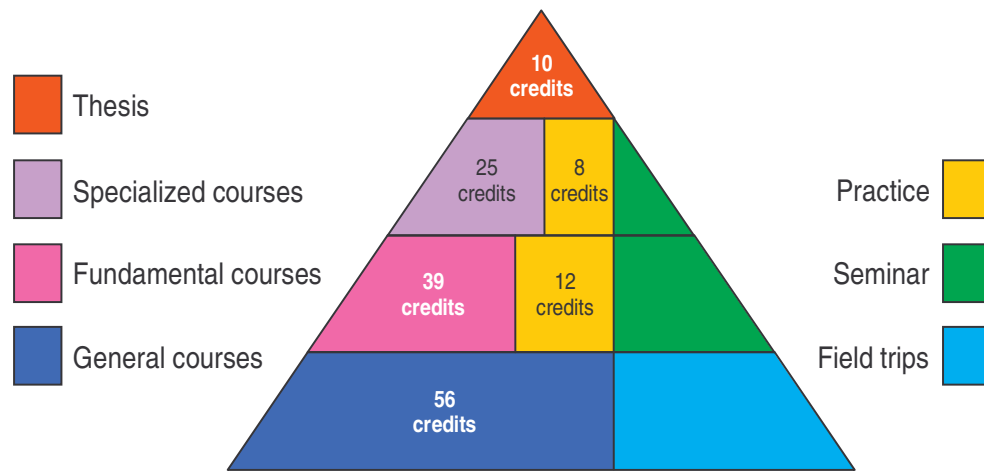 10
credits
Thesis
25
credits
8
credits
Specialized courses
Practice
39
credits
12
credits
Fundamental courses
Seminar
General courses
Field trips
56
credits